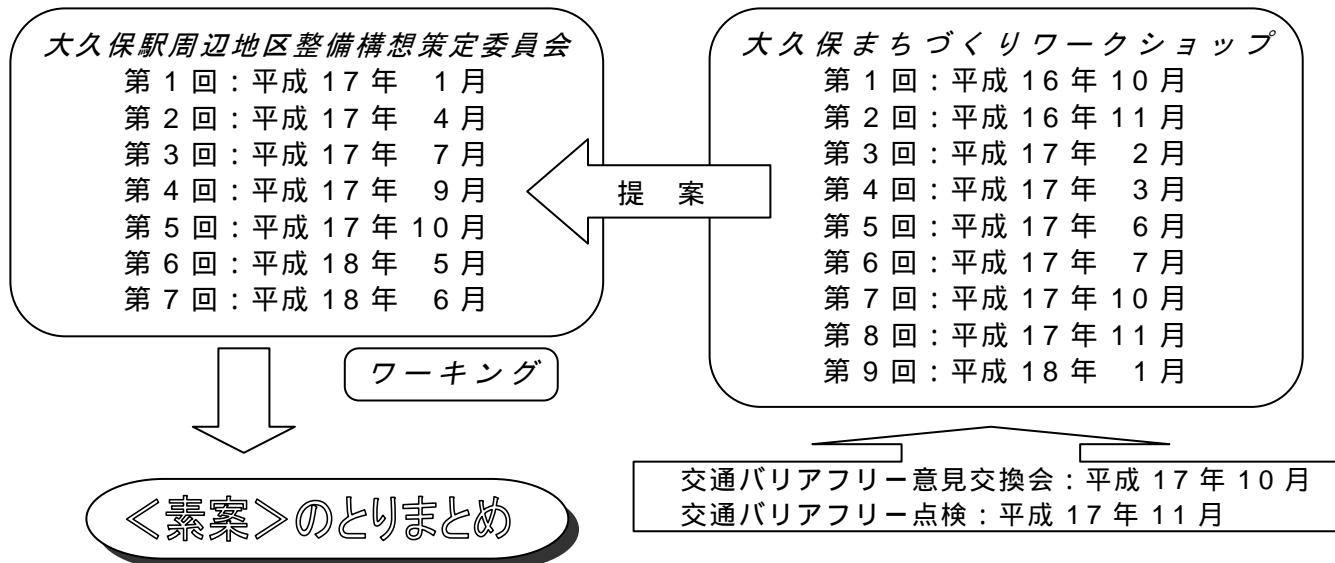 大久保駅周辺地区整備構想策定委員会
第1回：平成17年 1月
第2回：平成17年 4月
第3回：平成17年 7月
第4回：平成17年 9月
第5回：平成17年10月
第6回：平成18年 5月
第7回：平成18年 6月
ワーキング
＜素案＞のとりまとめ
提 案
大久保まちづくりワークショップ
第1回：平成16年10月
第2回：平成16年11月
第3回：平成17年 2月
第4回：平成17年 3月
第5回：平成17年 6月
第6回：平成17年 7月
第7回：平成17年10月
第8回：平成17年11月
第9回：平成18年 1月
交通バリアフリー意見交換会：平成17年10月
交通バリアフリー点検：平成17年11月